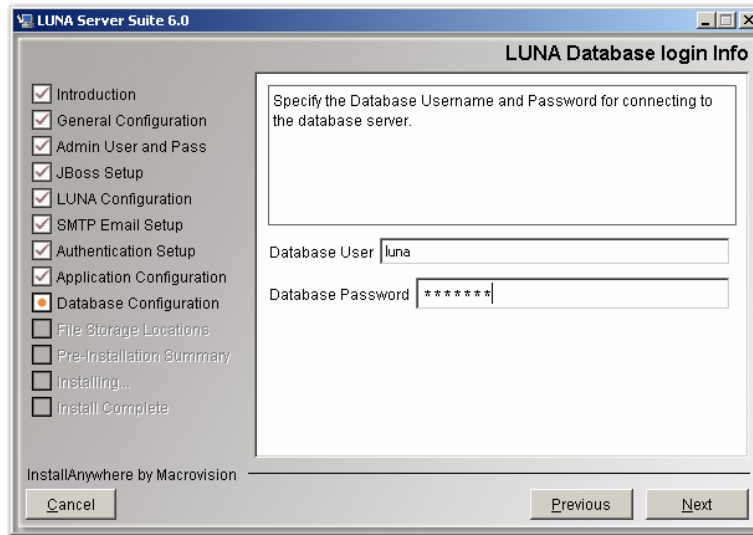 LUNA Server Suite 6.0
LUNA Database login Info
Introduction
General Configuration
Admin User and Pass
JBoss Setup
LUNA Configuration
SMTP Email Setup
Authentication Setup
Application Configuration
Database Configuration
File Storage Locations
Pre-Installation Summary
Installing...
Install Complete
Specify the Database Username and Password for connecting to
the database server.
Database User luna
Database Password *******
InstallAnywhere by Macrovision
Cancel
Previous
Next